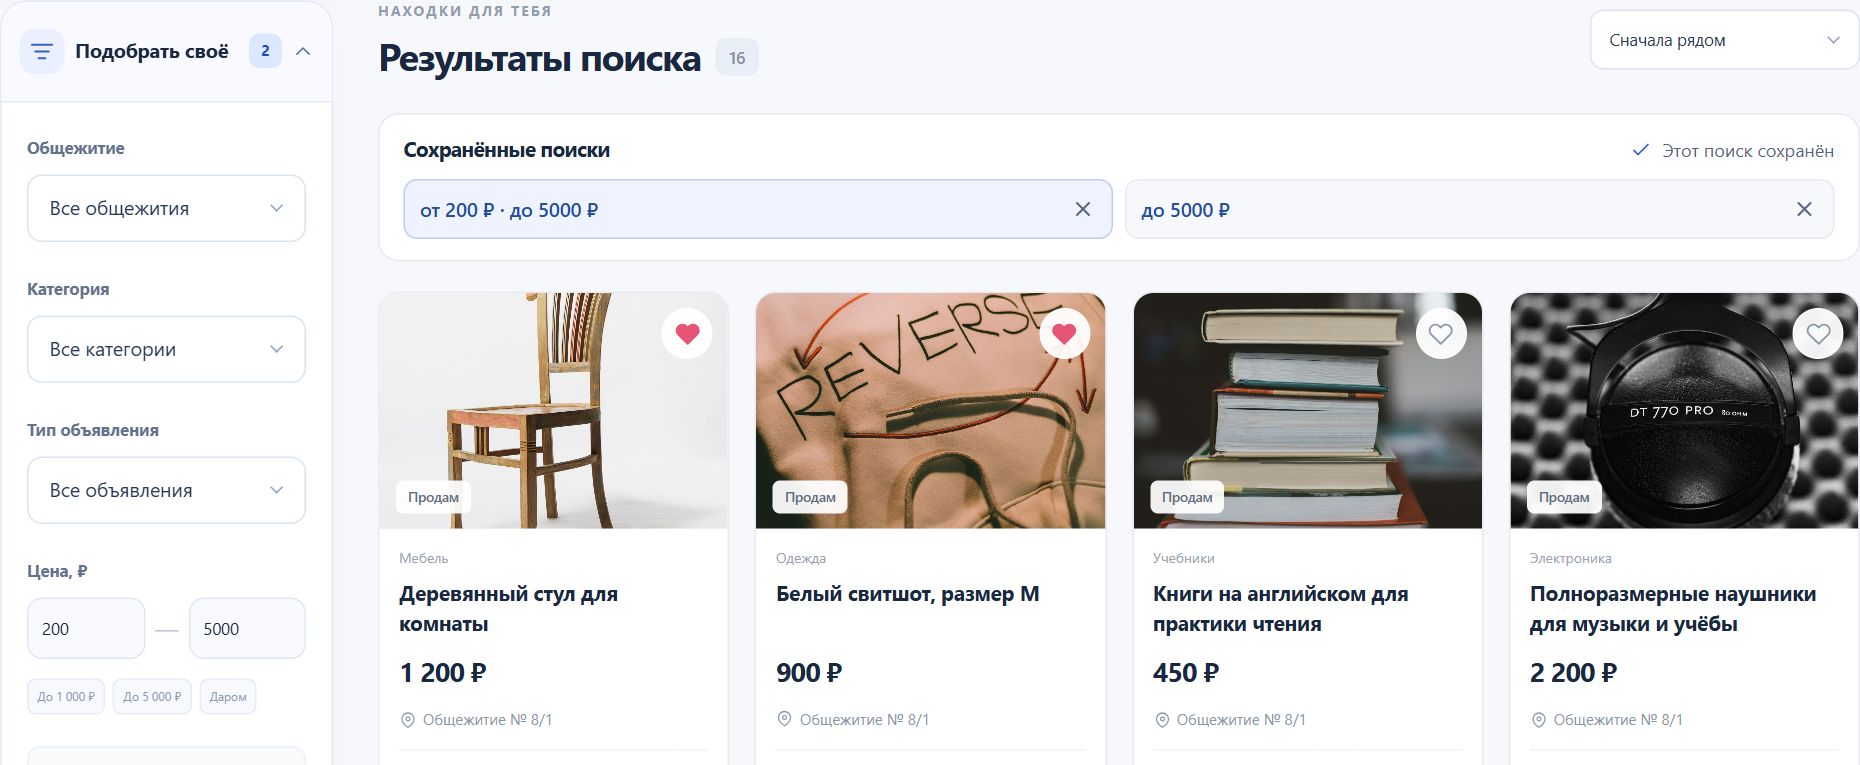 Подобрать своё
2
Общежитие
Все общежития
Категория
Все категории
Тип объявления
Все объявления
Цена, ₽
200 — 5000
До 1 000 ₽
До 5 000 ₽
Даром
НАХОДКИ ДЛЯ ТЕБЯ
Результаты поиска
16
Сначала рядом
Сохранённые поиски
Этот поиск сохранён
от 200 ₽ · до 5000 ₽
до 5000 ₽
Продам
Мебель
Деревянный стул для
комнаты
1 200 ₽
Общежитие № 8/1
REVERSE
Продам
Одежда
Белый свитшот, размер M
900 ₽
Общежитие № 8/1
Продам
Учебники
Книги на английском для
практики чтения
450 ₽
Общежитие № 8/1
DT 770 PRO 80 OHM
Продам
Электроника
Полноразмерные наушники
для музыки и учёбы
2 200 ₽
Общежитие № 8/1